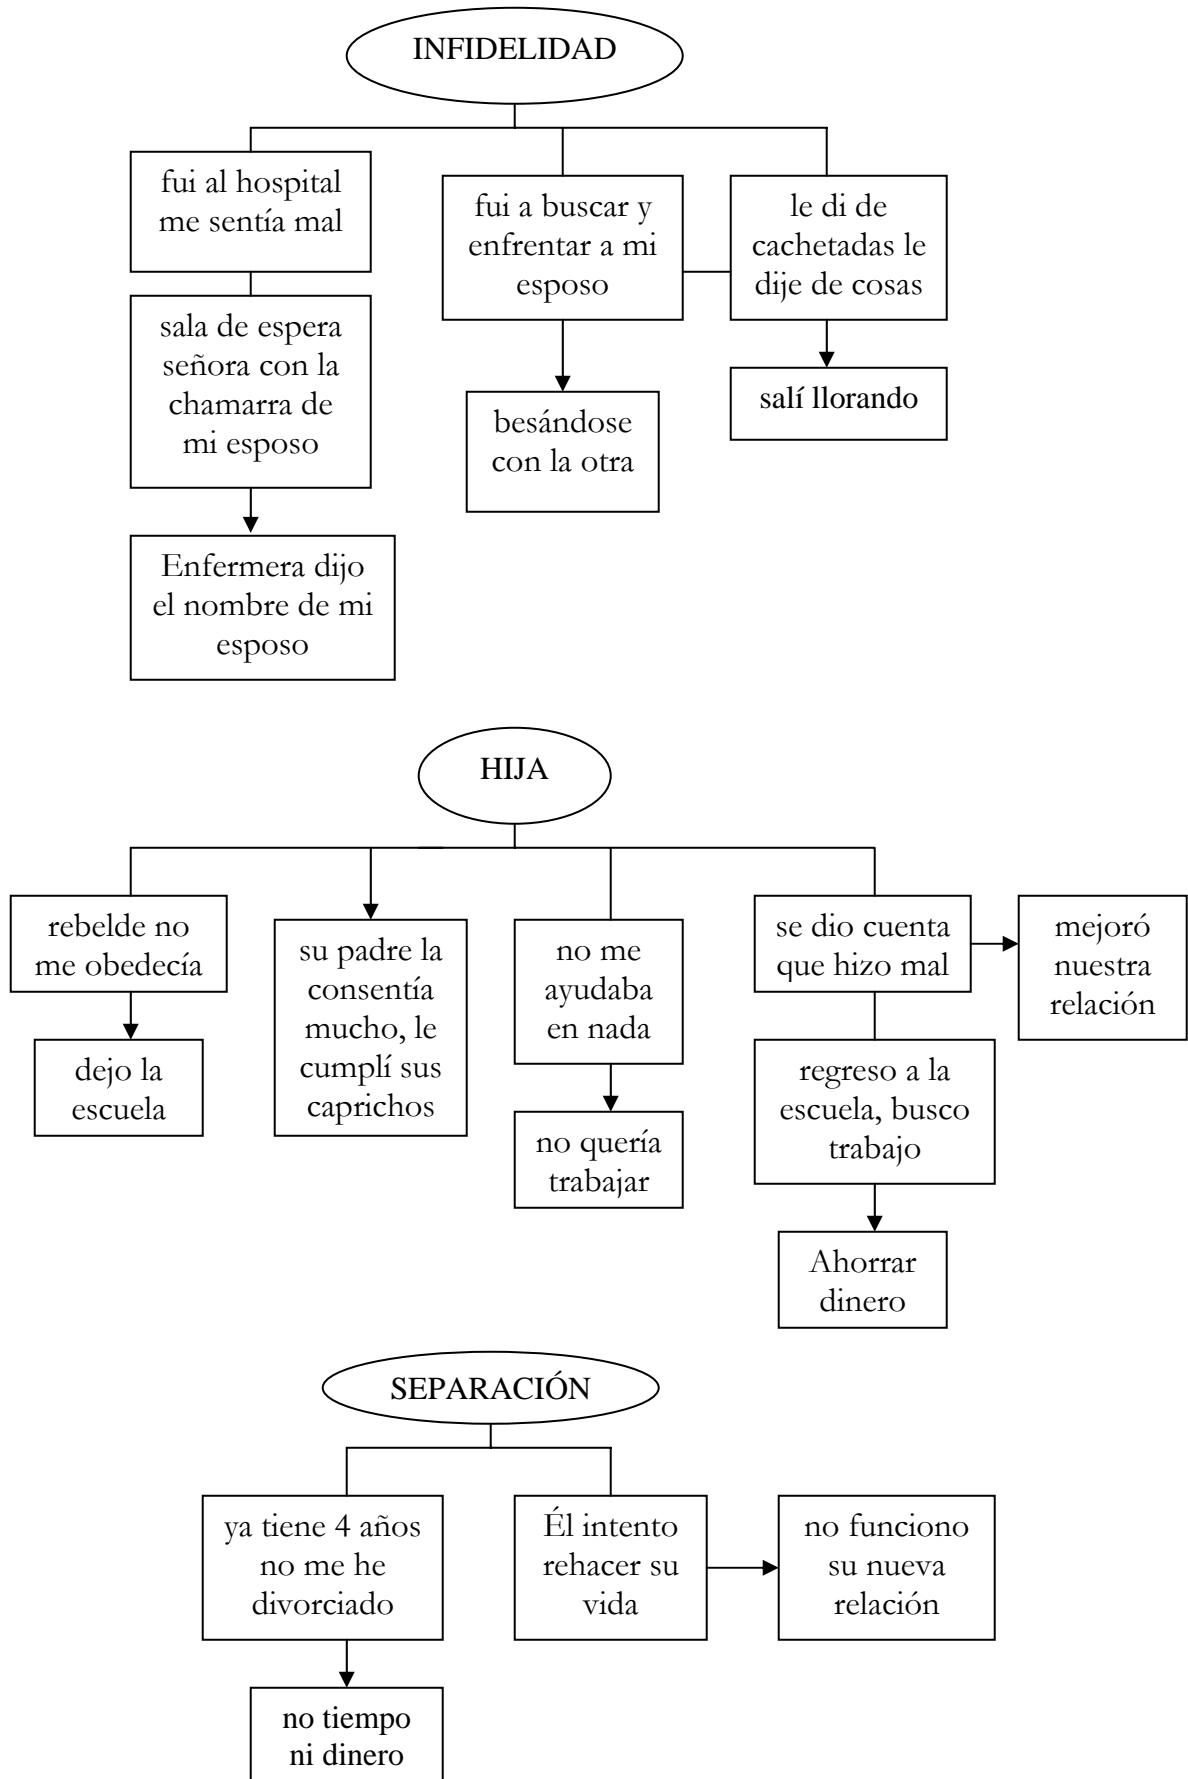 INFIDELIDAD
fui al hospital
me sentía mal
fui a buscar y
enfrentar a mi
esposo
le di de
cachetadas le
dije de cosas
sala de espera
señora con la
chamarra de
mi esposo
besándose
con la otra
salí llorando
Enfermera dijo
el nombre de mi
esposo
HIJA
rebelde no
me obedecía
su padre la
consentía
mucho, le
cumplí sus
caprichos
no me
ayudaba
en nada
se dio cuenta
que hizo mal
mejoró
nuestra
relación
dejo la
escuela
no quería
trabajar
regreso a la
escuela, busco
trabajo
Ahorrar
dinero
SEPARACIÓN
ya tiene 4 años
no me he
divorciado
Él intento
rehacer su
vida
no funciono
su nueva
relación
no tiempo
ni dinero